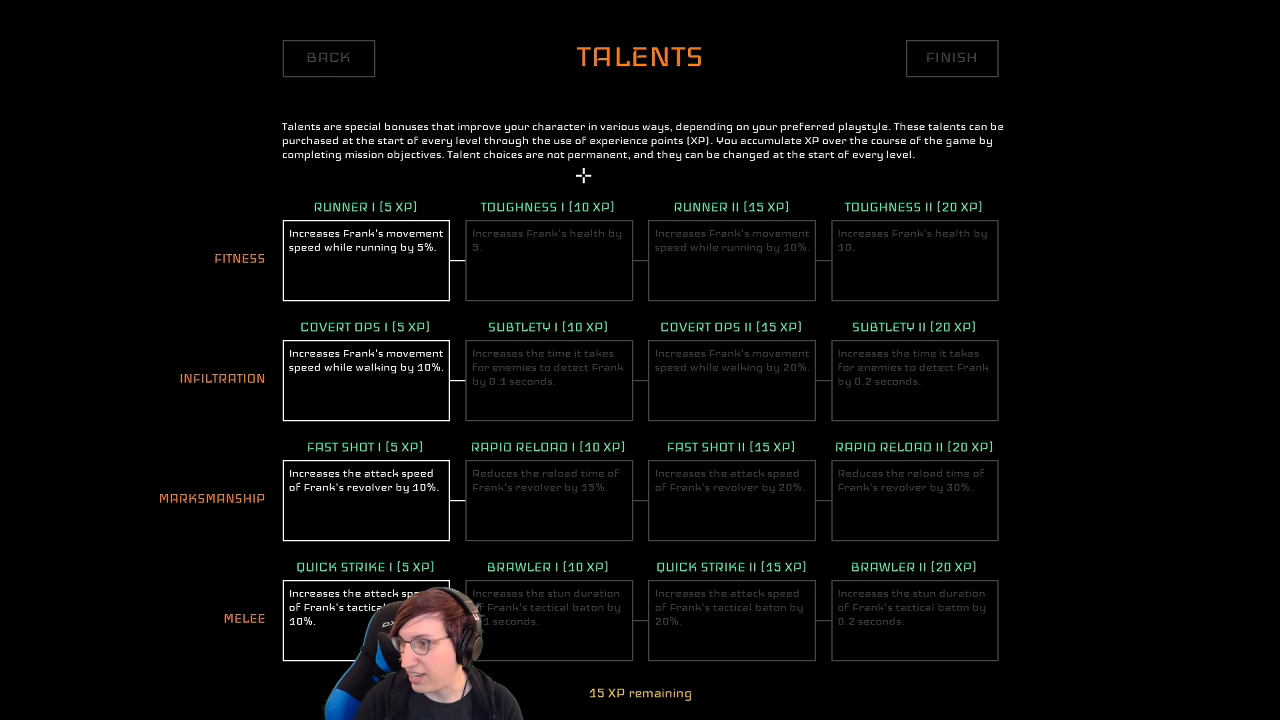 BACK
TALENTS
FINISH
Talents are special bonuses that improve your character in various ways, depending on your preferred playstyle. These talents can be
purchased at the start of every level through the use of experience points (XP). You accumulate XP over the course of the game by
completing mission objectives. Talent choices are not permanent, and they can be changed at the start of every level.
FITNESS
RUNNER I (5 XP)
Increases Frank's movement
speed while running by 5%.
TOUGHNESS I (10 XP)
Increases Frank's health by
5.
RUNNER II (15 XP)
Increases Frank's movement
speed while running by 10%.
TOUGHNESS II (20 XP)
Increases Frank's health by
10.
INFILTRATION
COVERT OPS I (5 XP)
Increases Frank's movement
speed while walking by 10%.
SUBTLETY I (10 XP)
Increases the time it takes
for enemies to detect Frank
by 0.1 seconds.
COVERT OPS II (15 XP)
Increases Frank's movement
speed while walking by 20%.
SUBTLETY II (20 XP)
Increases the time it takes
for enemies to detect Frank
by 0.2 seconds.
MARKSMANSHIP
FAST SHOT I (5 XP)
Increases the attack speed
of Frank's revolver by 10%.
RAPID RELOAD I (10 XP)
Reduces the reload time of
Frank's revolver by 15%.
FAST SHOT II (15 XP)
Increases the attack speed
of Frank's revolver by 20%.
RAPID RELOAD II (20 XP)
Reduces the reload time of
Frank's revolver by 30%.
MELEE
QUICK STRIKE I (5 XP)
Increases the attack
of Frank's tactical
10%.
BRAWLER I (10 XP)
Increases the stun duration
of Frank's tactical baton by
seconds.
QUICK STRIKE II (15 XP)
Increases the attack speed
of Frank's tactical baton by
20%.
BRAWLER II (20 XP)
Increases the stun duration
of Frank's tactical baton by
0.2 seconds.
15 XP remaining